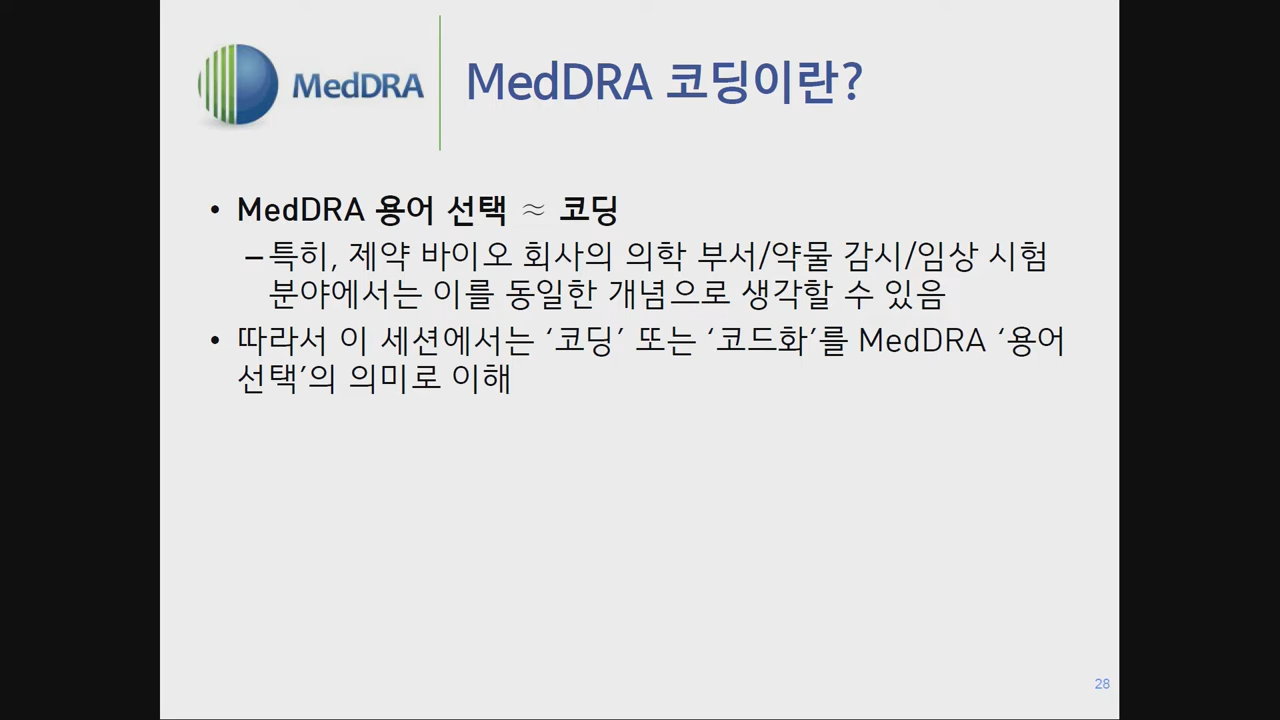 MedDRA
MedDRA 코딩이란?
• MedDRA 용어 선택 ≈ 코딩
–특히, 제약 바이오 회사의 의학 부서/약물 감시/임상 시험
분야에서는 이를 동일한 개념으로 생각할 수 있음
• 따라서 이 세션에서는 ‘코딩’ 또는 ‘코드화’를 MedDRA ‘용어
선택’의 의미로 이해
28